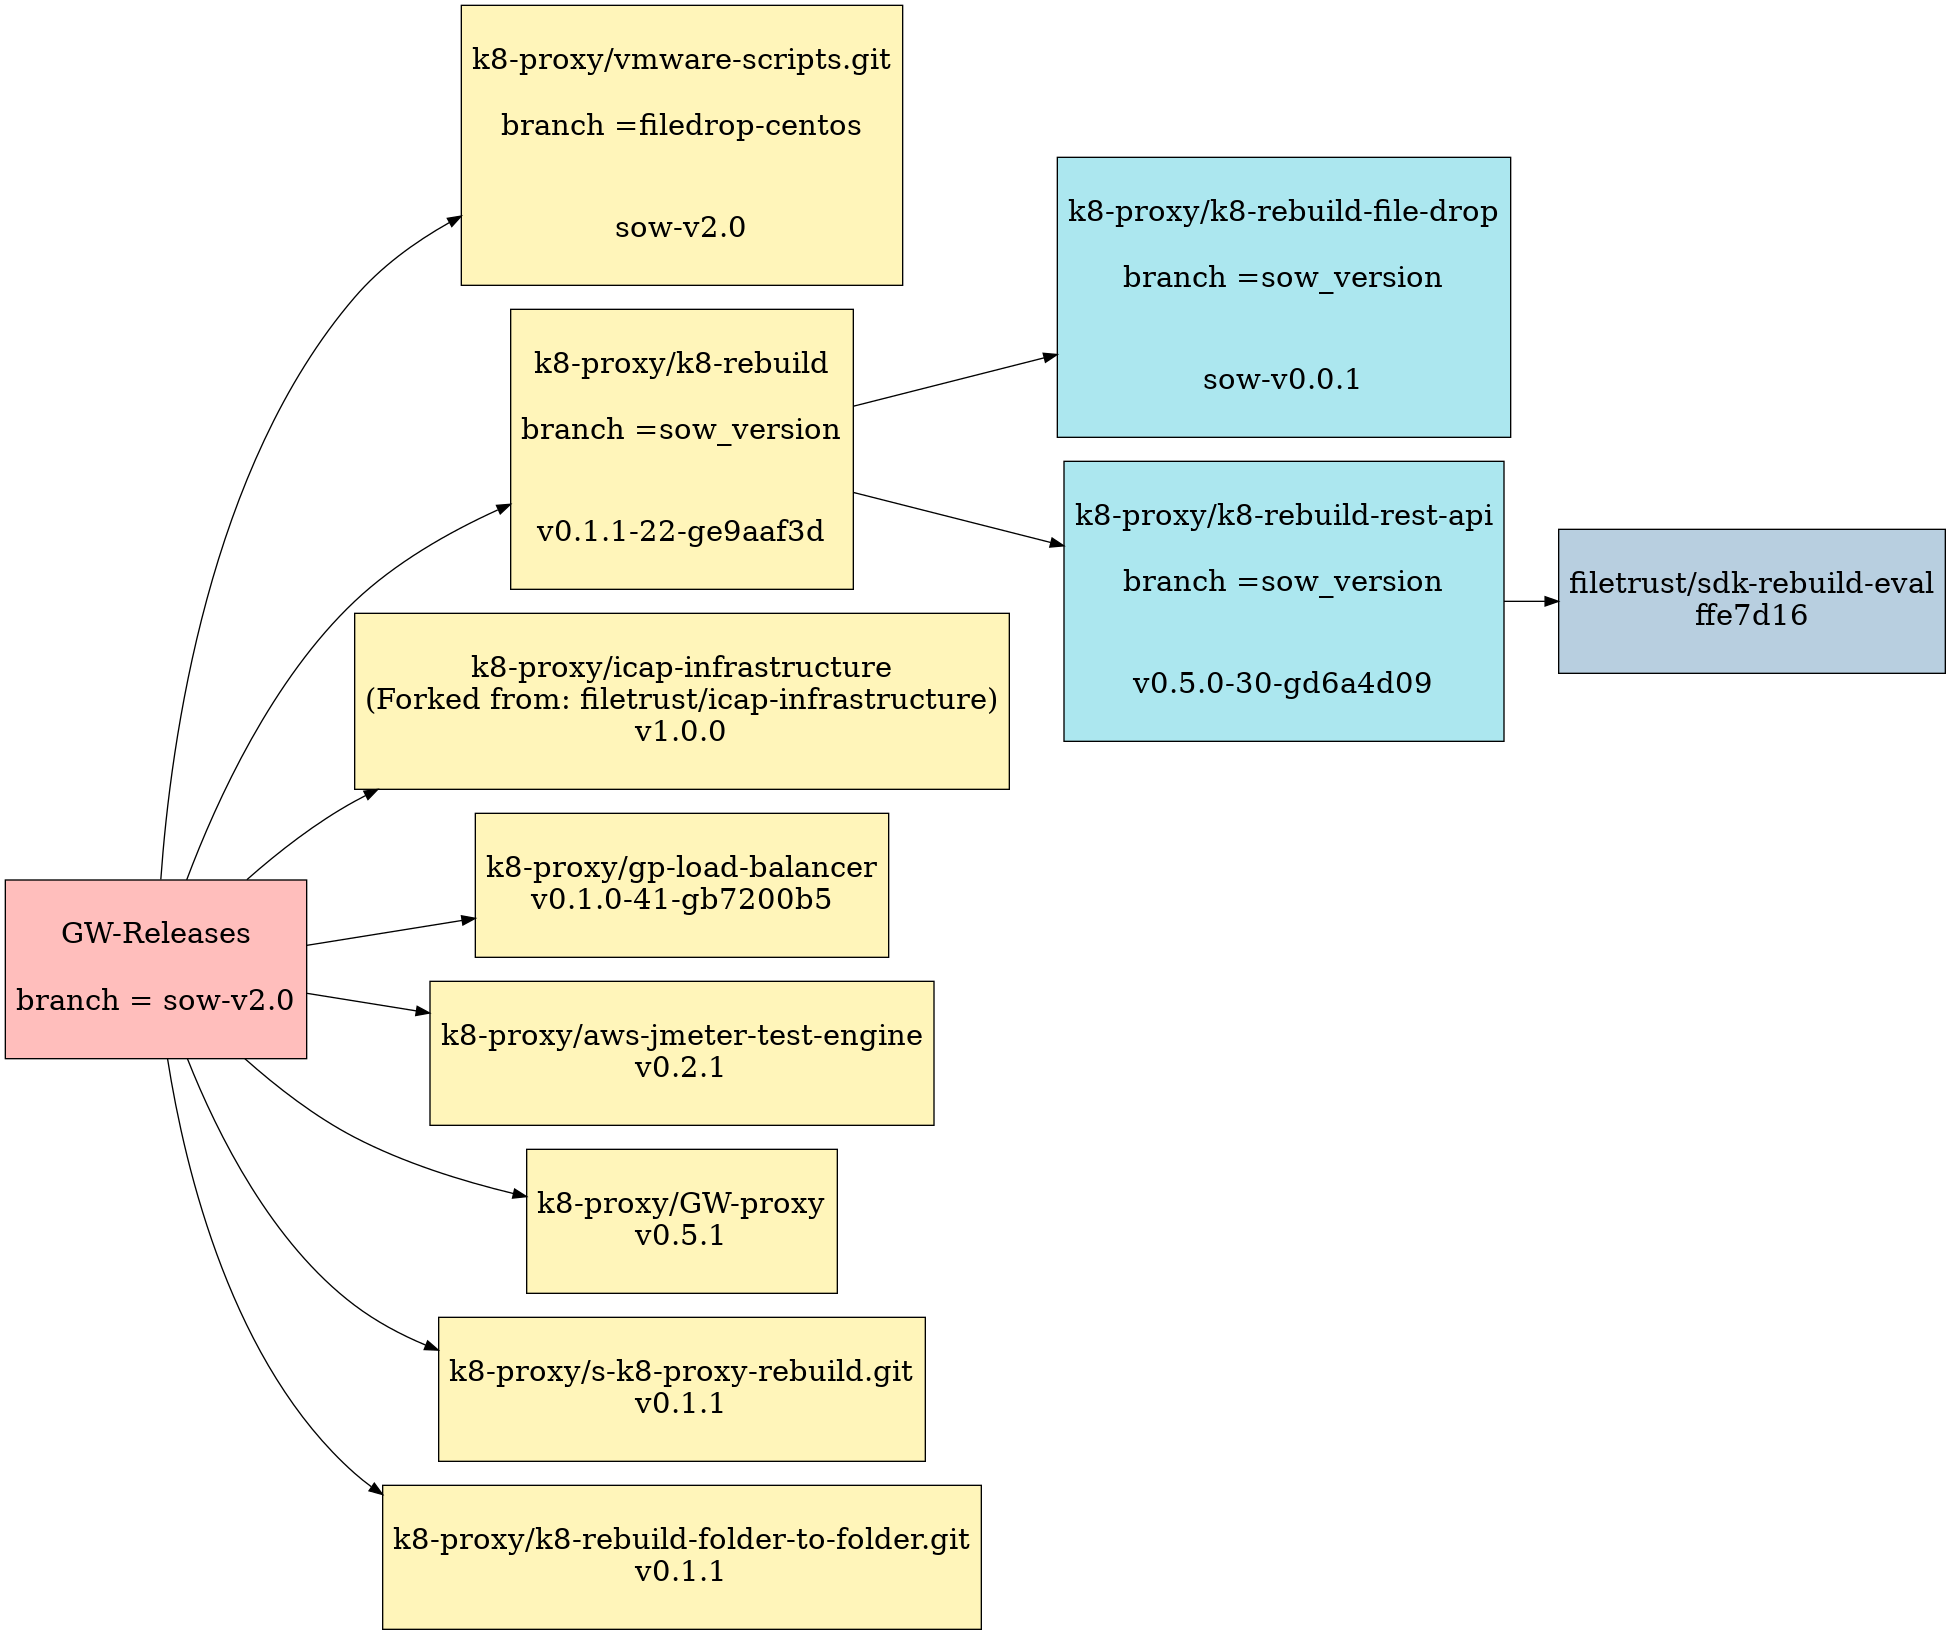 k8-proxy/vmware-scripts.git
branch =filedrop-centos
sow-v2.0
k8-proxy/k8-rebuild
branch =sow_version
v0.1.1-22-ge9aaf3d
k8-proxy/k8-rebuild-file-drop
branch =sow_version
sow-v0.0.1
k8-proxy/k8-rebuild-rest-api
branch =sow_version
v0.5.0-30-gd6a4d09
filetrust/sdk-rebuild-eval
ffe7d16
k8-proxy/icap-infrastructure
(Forked from: filetrust/icap-infrastructure)
v1.0.0
k8-proxy/gp-load-balancer
v0.1.0-41-gb7200b5
GW-Releases
branch = sow-v2.0
k8-proxy/aws-jmeter-test-engine
v0.2.1
k8-proxy/GW-proxy
v0.5.1
k8-proxy/s-k8-proxy-rebuild.git
v0.1.1
k8-proxy/k8-rebuild-folder-to-folder.git
v0.1.1